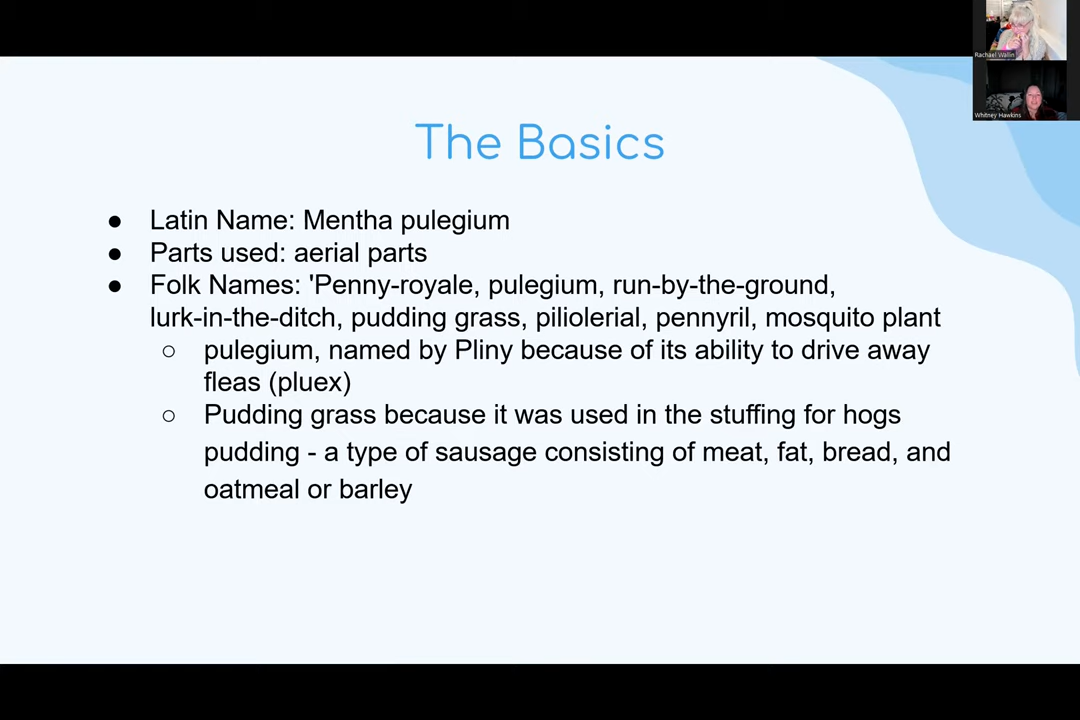 Rachael Wallin
Whitney Hawkins
The Basics
● Latin Name: Mentha pulegium
● Parts used: aerial parts
● Folk Names: 'Penny-royale, pulegium, run-by-the-ground,
lurk-in-the-ditch, pudding grass, piliolerial, pennyril, mosquito plant
○ pulegium, named by Pliny because of its ability to drive away
fleas (pluex)
○ Pudding grass because it was used in the stuffing for hogs
pudding - a type of sausage consisting of meat, fat, bread, and
oatmeal or barley